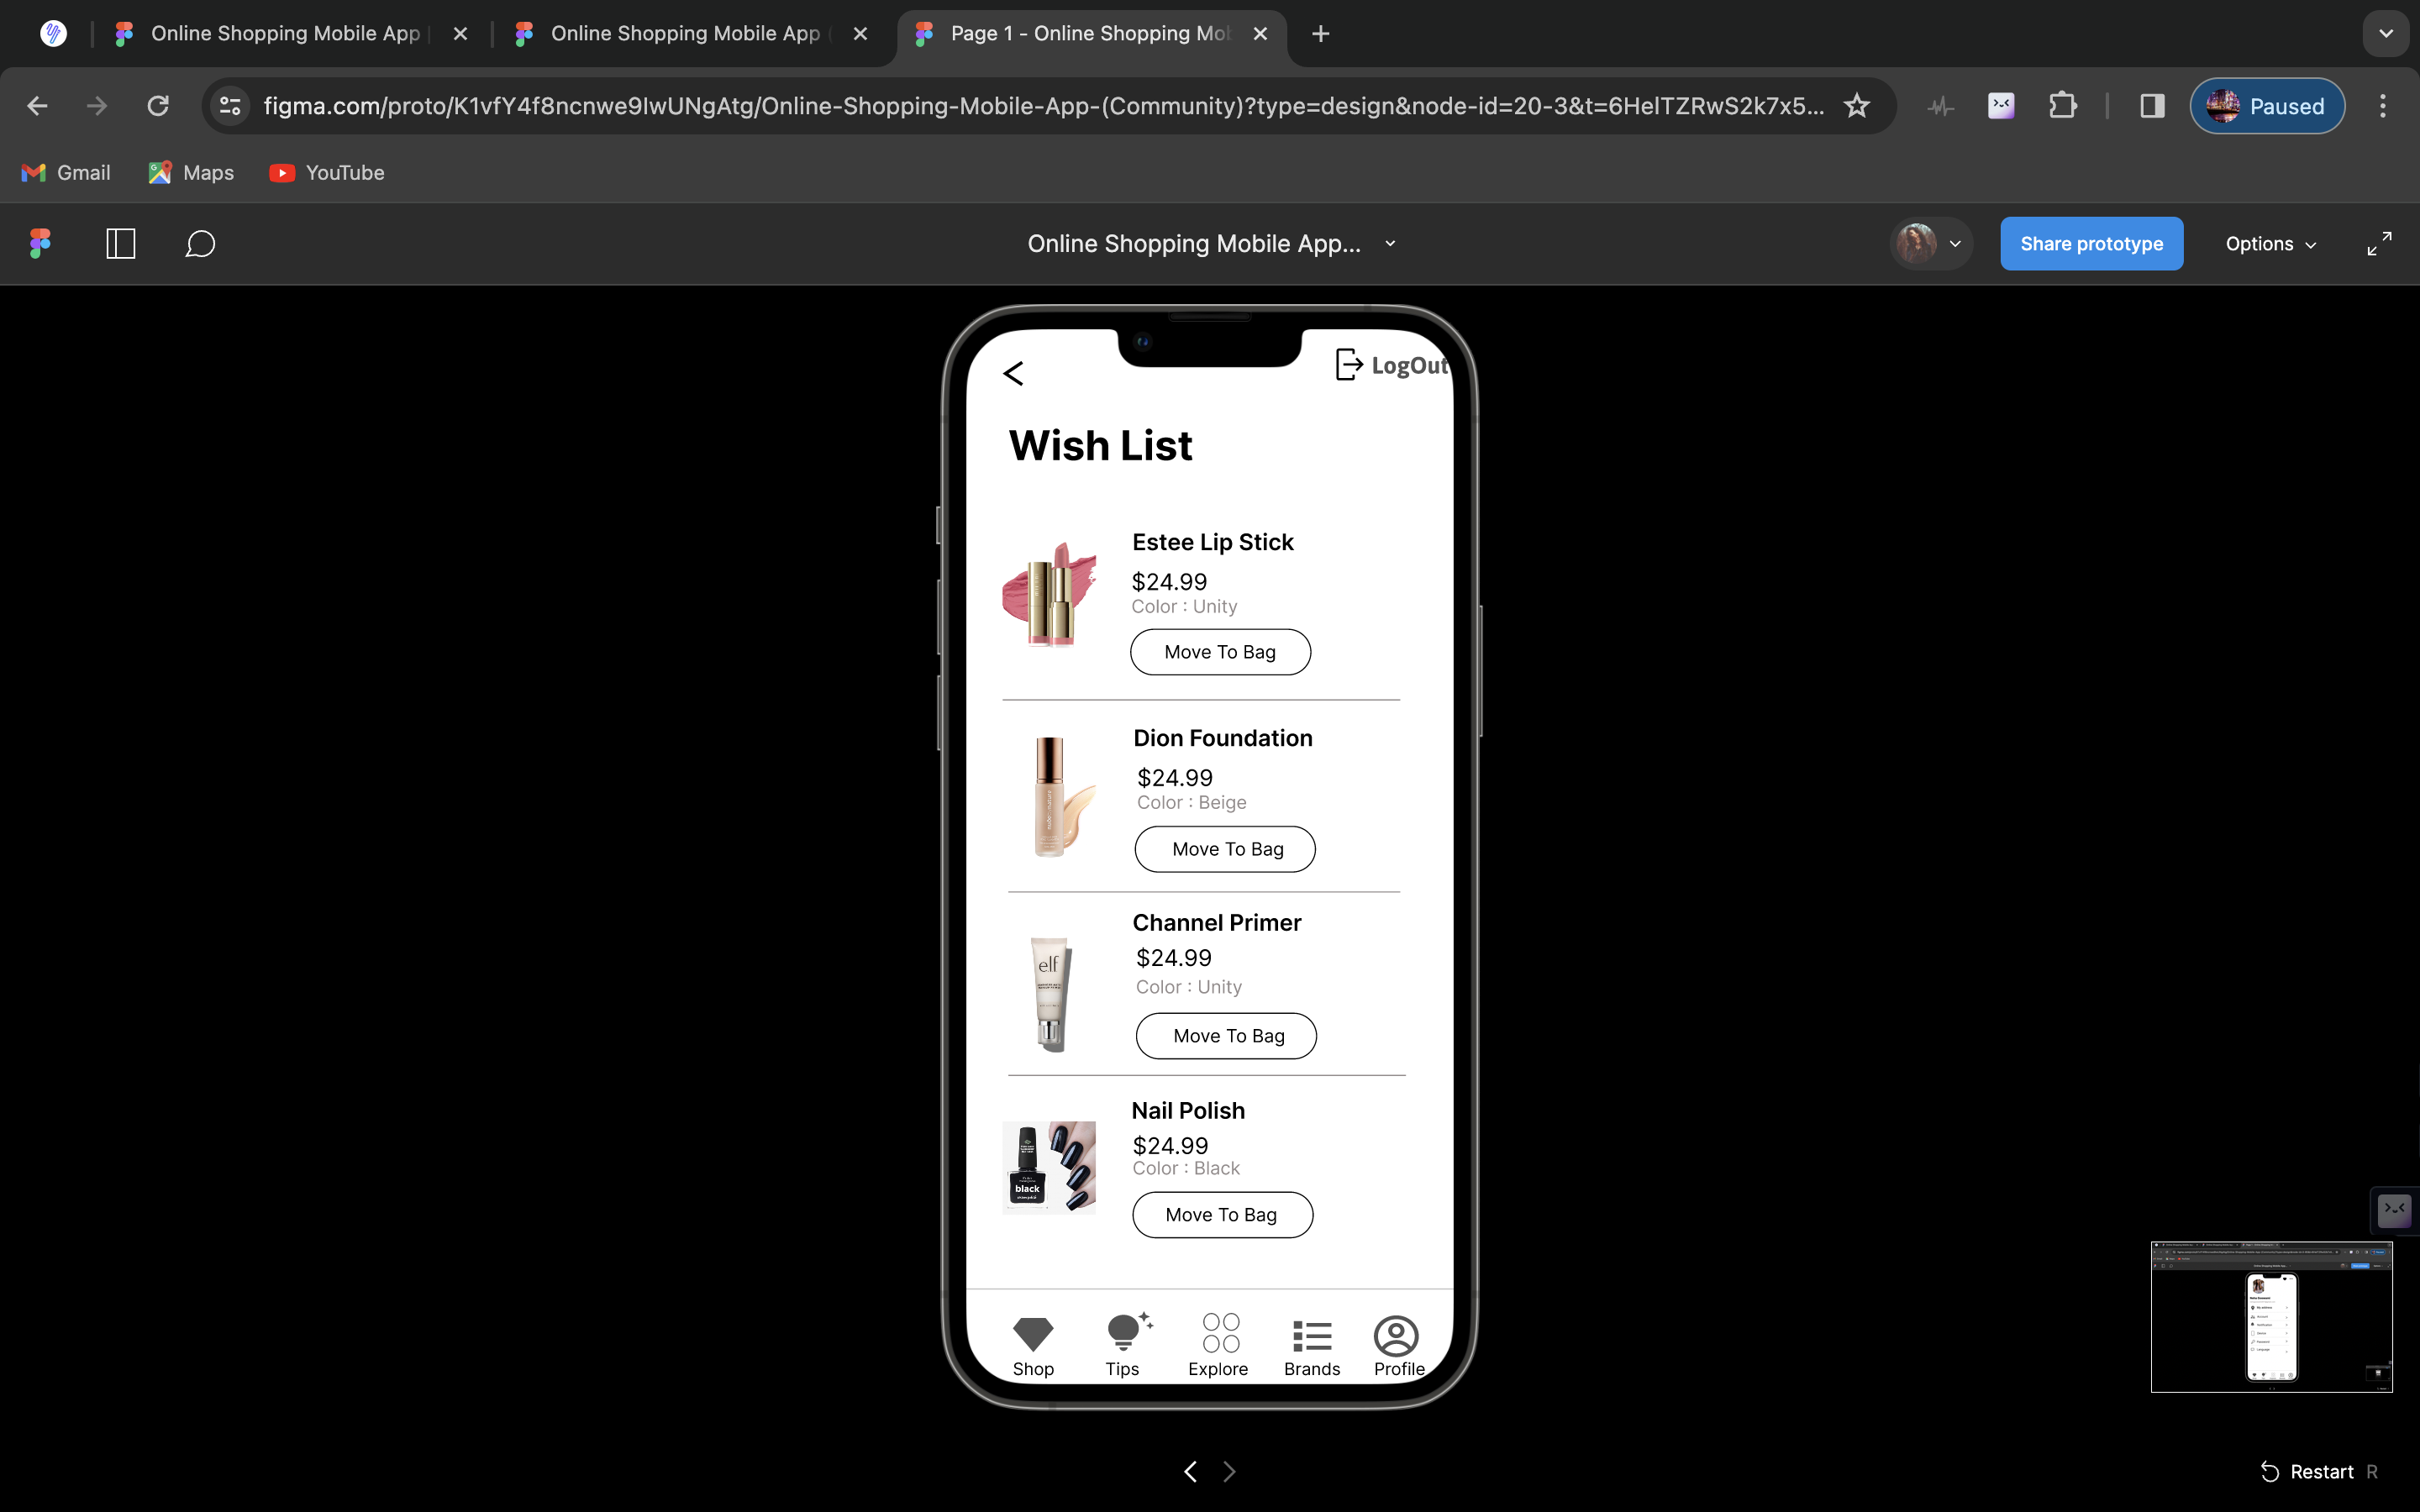 Online Shopping Mobile App
Online Shopping Mobile App (
Page 1 - Online Shopping Mo
figma.com/proto/K1vfY4f8ncnwe9IwUNgAtg/Online-Shopping-Mobile-App-(Community)?type=design&node-id=20-3&t=6HelTZRwS2k7x5...
Paused
Gmail
Maps
YouTube
Online Shopping Mobile App...
Share prototype
Options
LogOut
Wish List
Estee Lip Stick
$24.99
Color : Unity
Move To Bag
Dion Foundation
$24.99
Color : Beige
Move To Bag
Channel Primer
elf
$24.99
Color : Unity
Move To Bag
Nail Polish
$24.99
Color : Black
black
Move To Bag
Shop
Tips
Explore
Brands
Profile
Restart R